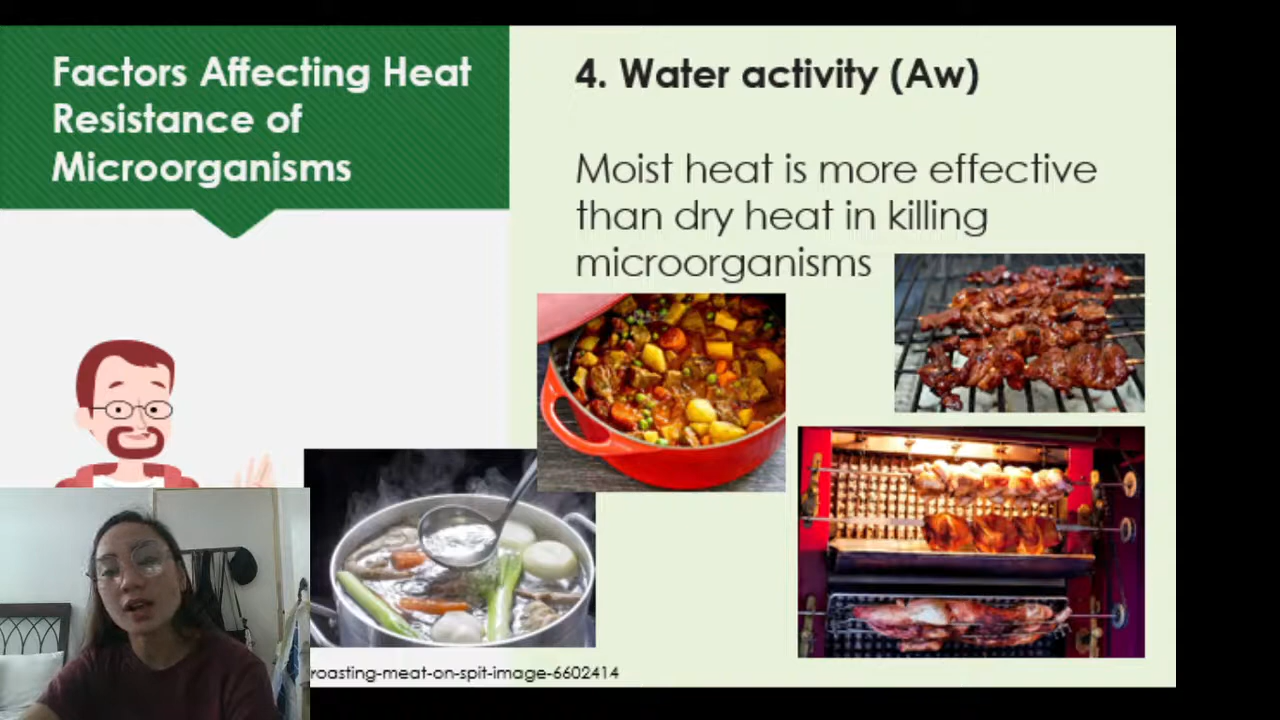 Factors Affecting Heat
Resistance of
Microorganisms
4. Water activity (Aw)
Moist heat is more effective
than dry heat in killing
microorganisms
roasting-meat-on-spit-image-6602414